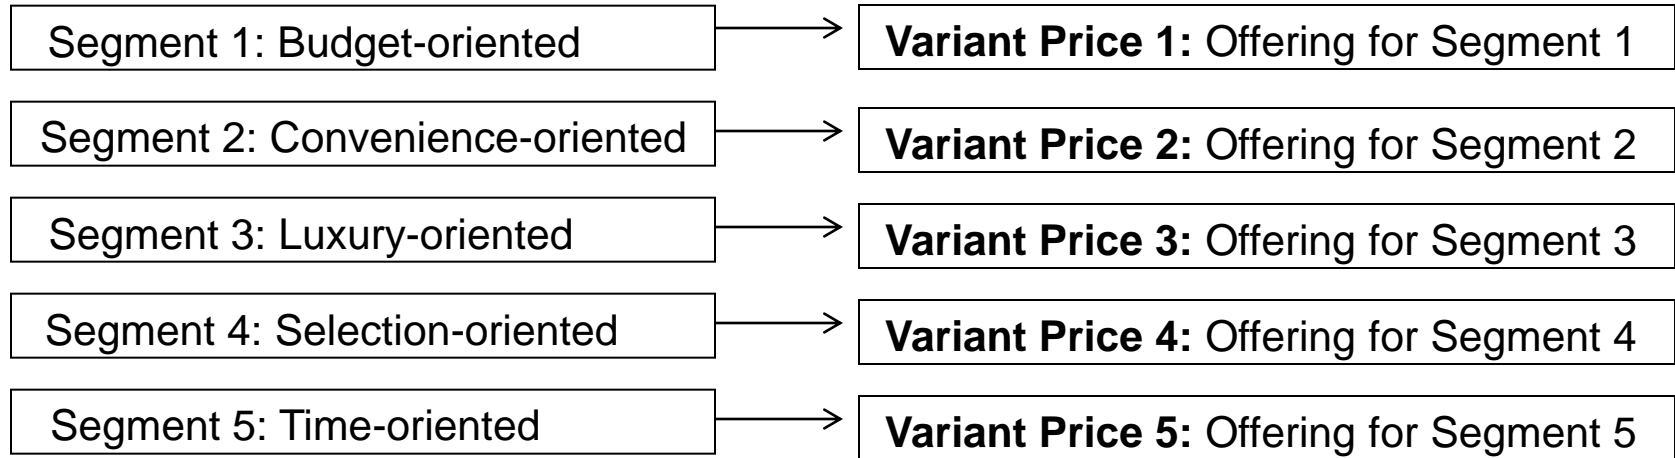 Segment 1: Budget-oriented
Variant Price 1: Offering for Segment 1
Segment 2: Convenience-oriented
Variant Price 2: Offering for Segment 2
Segment 3: Luxury-oriented
Variant Price 3: Offering for Segment 3
Segment 4: Selection-oriented
Variant Price 4: Offering for Segment 4
Segment 5: Time-oriented
Variant Price 5: Offering for Segment 5